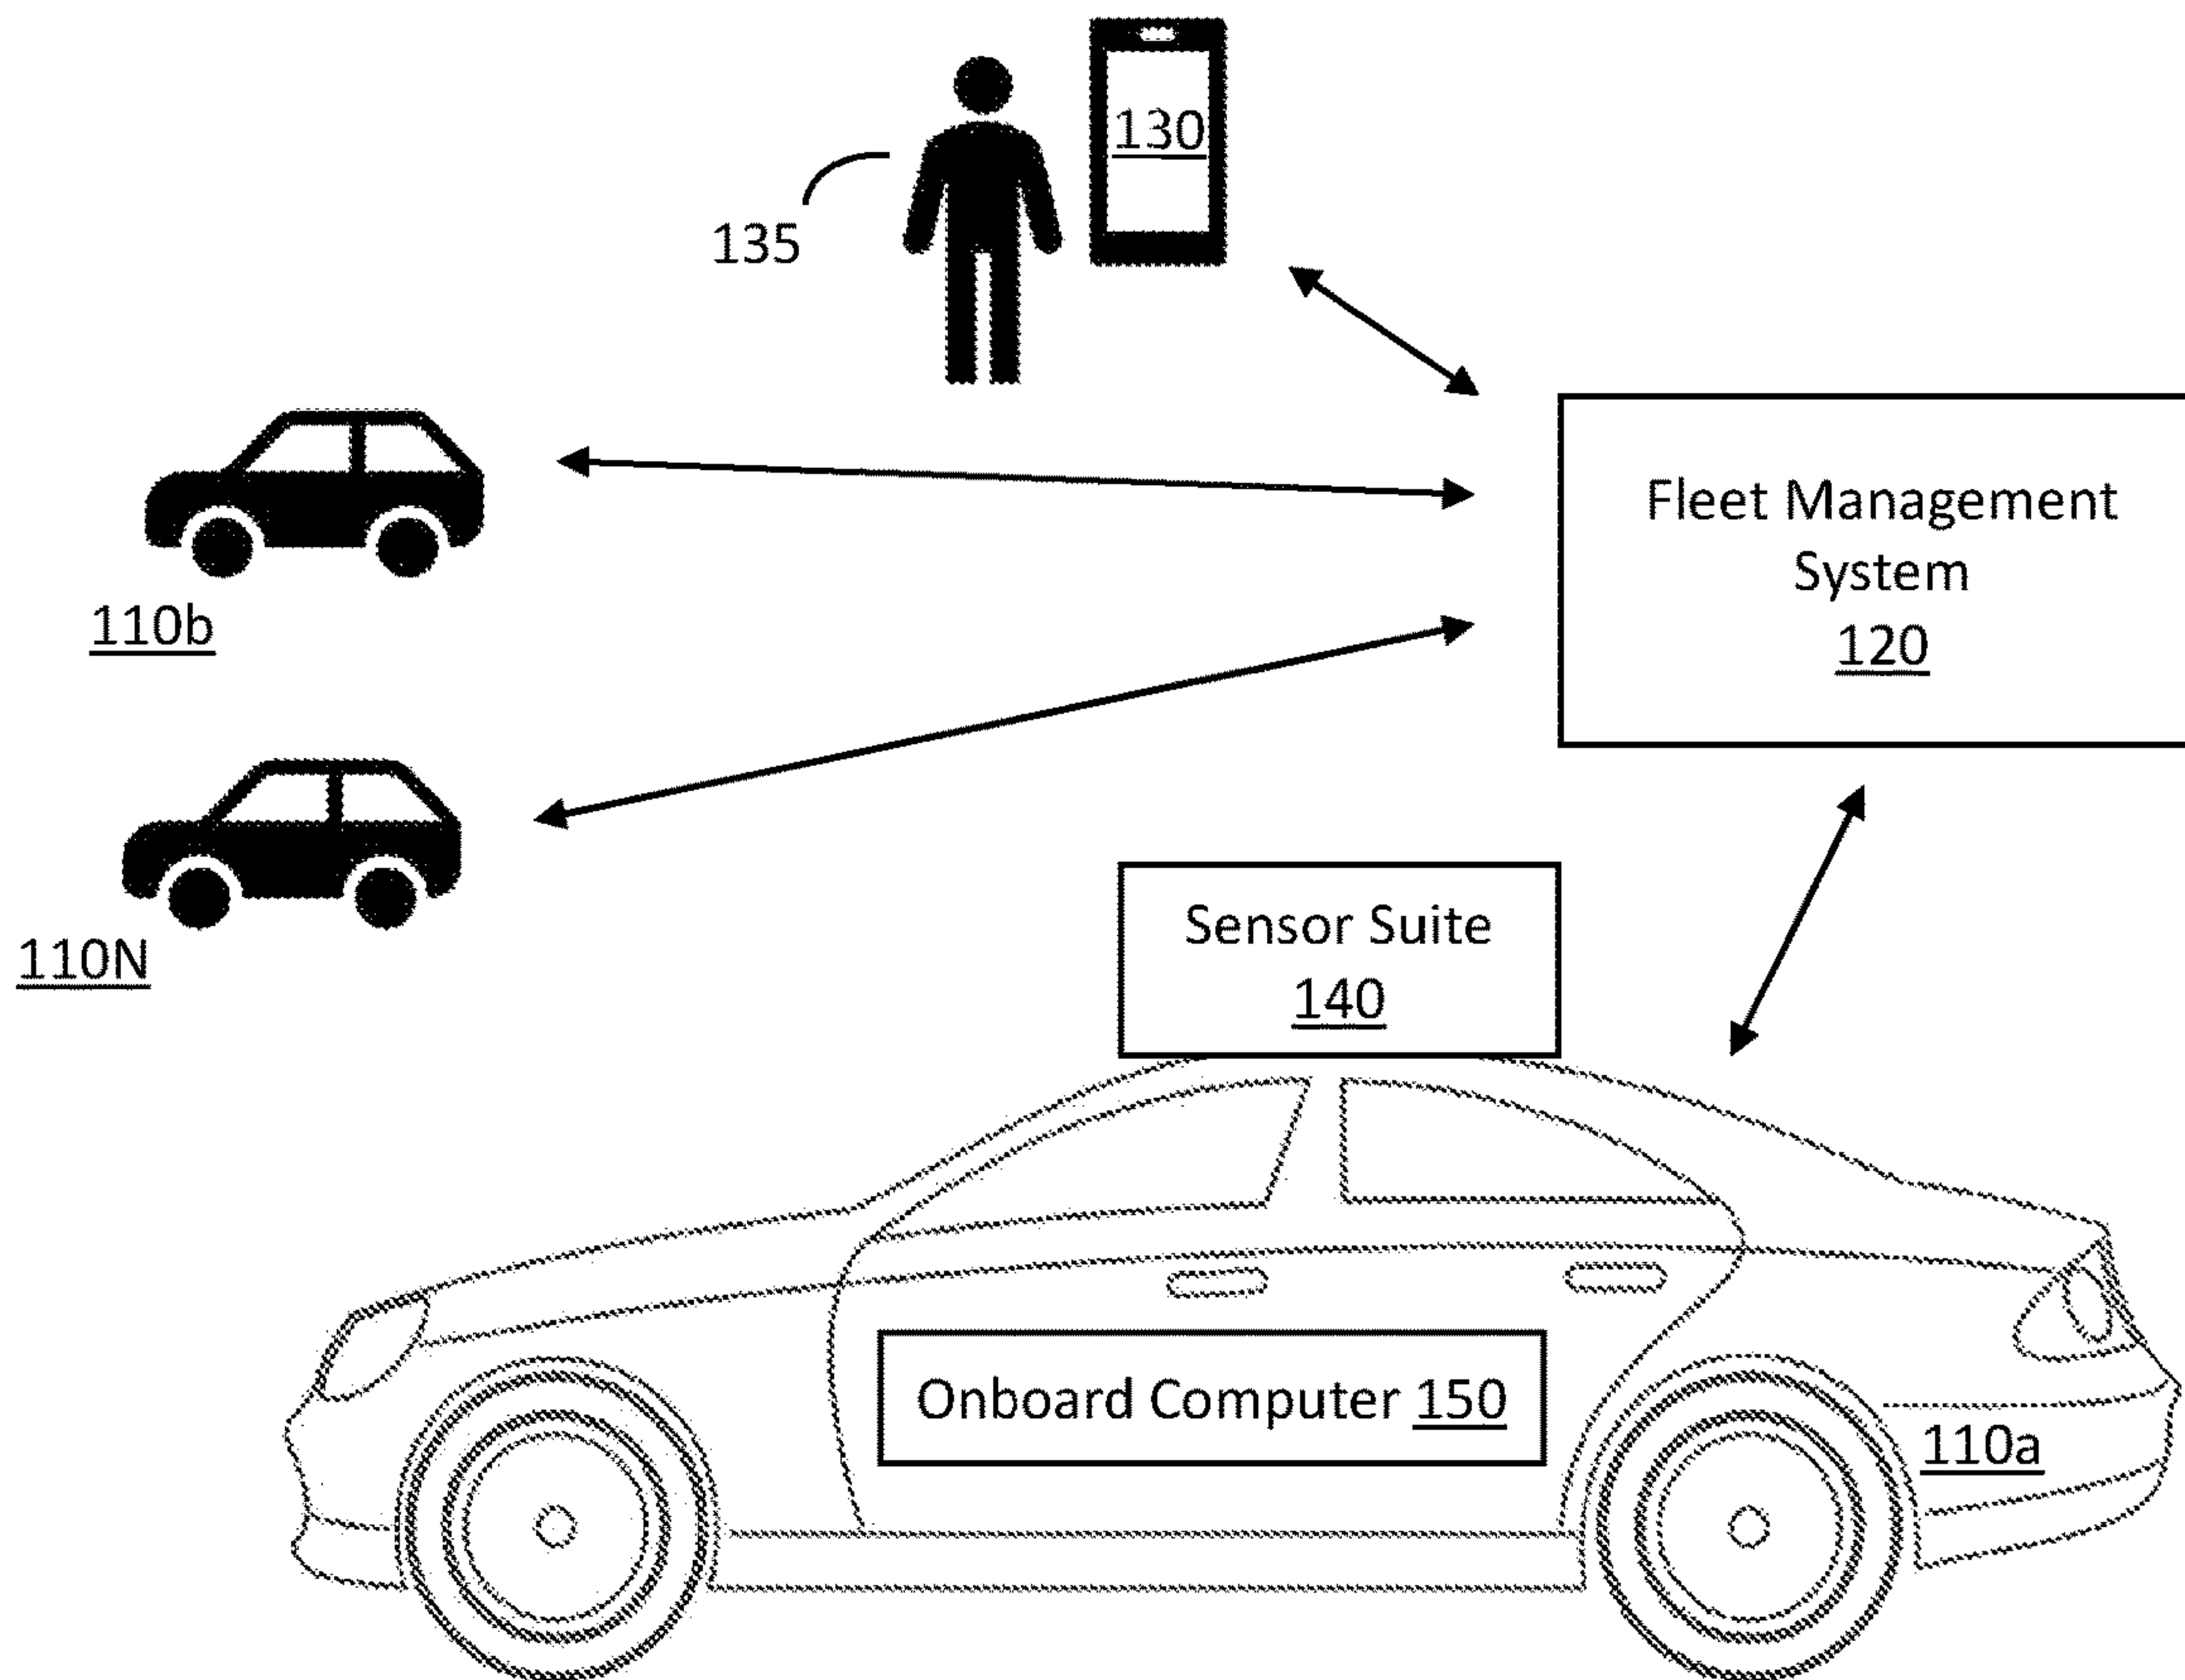 130
135
Fleet Management
System
120
110b
110N
Sensor Suite
140
Onboard Computer 150
110a